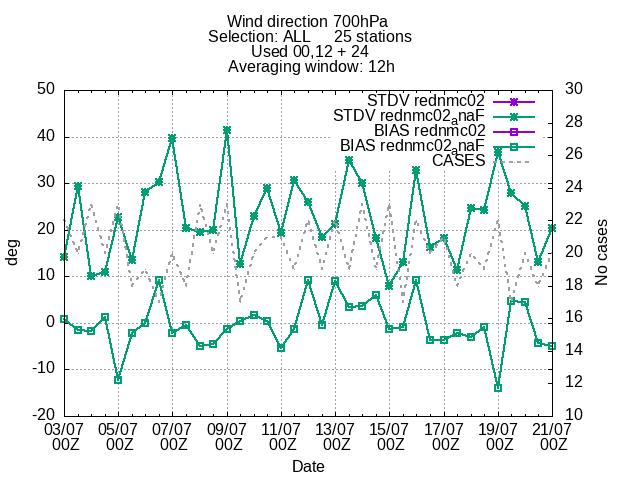 Wind direction 700hPa
Selection: ALL 25 stations
Used 00,12 + 24
Averaging window: 12h
50 30
STDV rednmc02
STDV rednmc02anaF
BIAS rednmc02
BIAS rednmc02anaF
CASES
40
30
20
10
0
-10
-20
28
26
24
22
20
18
16
14
12
10
deg
No cases
03/07 05/07 07/07 09/07 11/07 13/07 15/07 17/07 19/07 21/07
00Z 00Z 00Z 00Z 00Z 00Z 00Z 00Z 00Z 00Z
Date